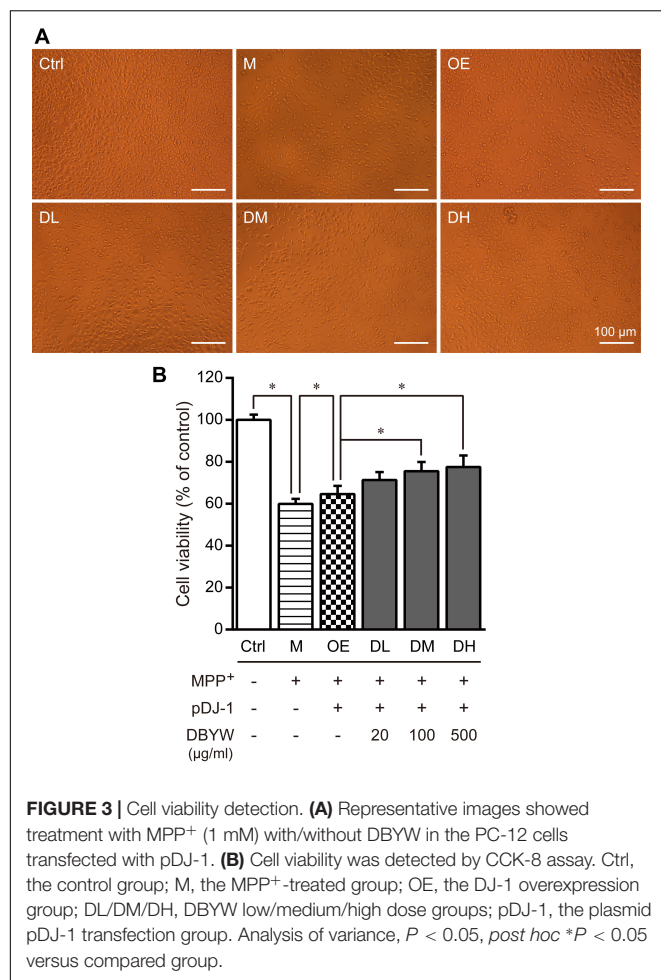 A
Ctrl M OE
DL DM DH
100 µm
B
* * *
*
120
100
80
60
40
20
0
Cell viability (% of control)
Ctrl M OE DL DM DH
MPP+ - + + + + +
pDJ-1 - - + + + +
DBYW - - - 20 100 500
(µg/ml)
FIGURE 3 | Cell viability detection. (A) Representative images showed
treatment with MPP+ (1 mM) with/without DBYW in the PC-12 cells
transfected with pDJ-1. (B) Cell viability was detected by CCK-8 assay. Ctrl,
the control group; M, the MPP+-treated group; OE, the DJ-1 overexpression
group; DL/DM/DH, DBYW low/medium/high dose groups; pDJ-1, the plasmid
pDJ-1 transfection group. Analysis of variance, P < 0.05, post hoc *P < 0.05
versus compared group.